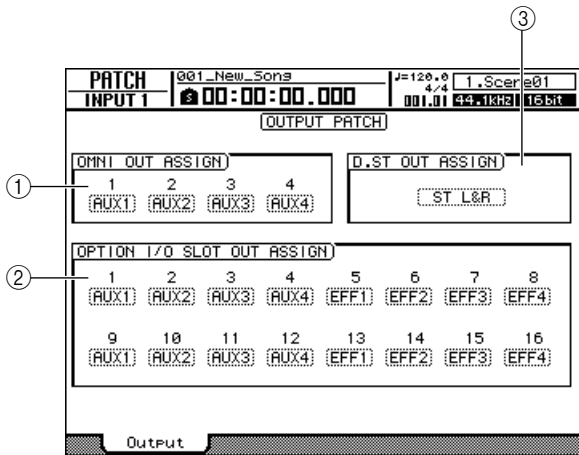 ③
PATCH 001_New_Song ♩=120.0 1.Scene01
INPUT 1 S 00:00:00.000 4/4 001.01 44.1kHz 16bit
OUTPUT PATCH
OMNI OUT ASSIGN D.ST OUT ASSIGN
① 1 2 3 4
AUX1 AUX2 AUX3 AUX4 ST L&R
OPTION I/O SLOT OUT ASSIGN
② 1 2 3 4 5 6 7 8
AUX1 AUX2 AUX3 AUX4 EFF1 EFF2 EFF3 EFF4
9 10 11 12 13 14 15 16
AUX1 AUX2 AUX3 AUX4 EFF1 EFF2 EFF3 EFF4
Output